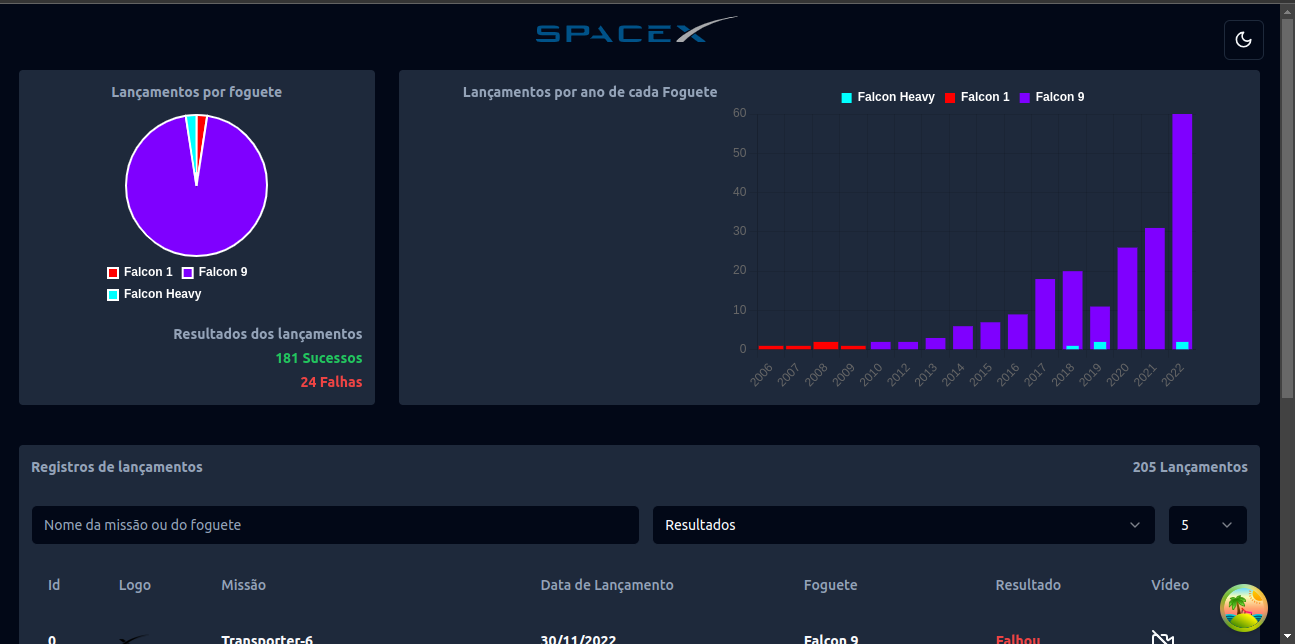 SPACEX
Lançamentos por foguete
Falcon 1 Falcon 9
Falcon Heavy
Resultados dos lançamentos
181 Sucessos
24 Falhas
Lançamentos por ano de cada Foguete
Falcon Heavy Falcon 1 Falcon 9
60
50
40
30
20
10
0
2006 2007 2008 2009 2010 2012 2013 2014 2015 2016 2017 2018 2019 2020 2021 2022
Registros de lançamentos
205 Lançamentos
Nome da missão ou do foguete
Resultados
5
Id Logo Missão Data de Lançamento Foguete Resultado Vídeo
0 Transporter-6 30/11/2022 Falcon 9 Falhou